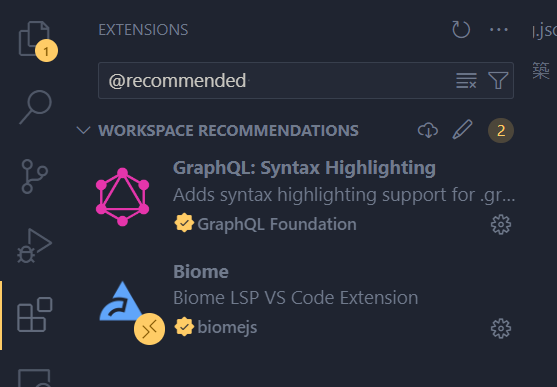 EXTENSIONS
.jso
1
@recommended
築
WORKSPACE RECOMMENDATIONS
2
GraphQL: Syntax Highlighting
Adds syntax highlighting support for .gr...
GraphQL Foundation
Biome
Biome LSP VS Code Extension
biomejs